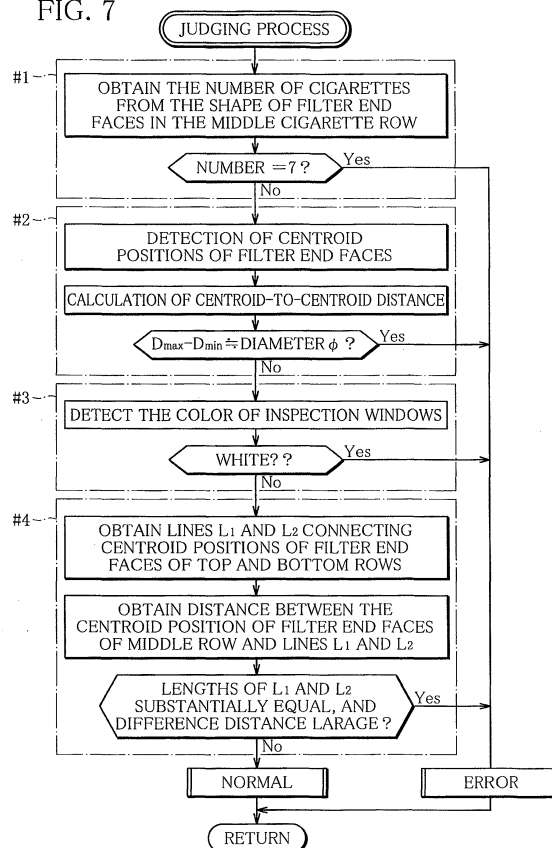 FIG. 7
JUDGING PROCESS
#1
OBTAIN THE NUMBER OF CIGARETTES
FROM THE SHAPE OF FILTER END
FACES IN THE MIDDLE CIGARETTE ROW
NUMBER =7?
Yes
No
#2
DETECTION OF CENTROID
POSITIONS OF FILTER END FACES
CALCULATION OF CENTROID-TO-CENTROID DISTANCE
Dmax-Dmin≒DIAMETER ϕ ?
Yes
No
#3
DETECT THE COLOR OF INSPECTION WINDOWS
WHITE??
Yes
No
#4
OBTAIN LINES L1 AND L2 CONNECTING
CENTROID POSITIONS OF FILTER END
FACES OF TOP AND BOTTOM ROWS
OBTAIN DISTANCE BETWEEN THE
CENTROID POSITION OF FILTER END FACES
OF MIDDLE ROW AND LINES L1 AND L2
LENGTHS OF L1 AND L2
SUBSTANTIALLY EQUAL, AND
DIFFERENCE DISTANCE LARAGE?
Yes
No
NORMAL
ERROR
RETURN